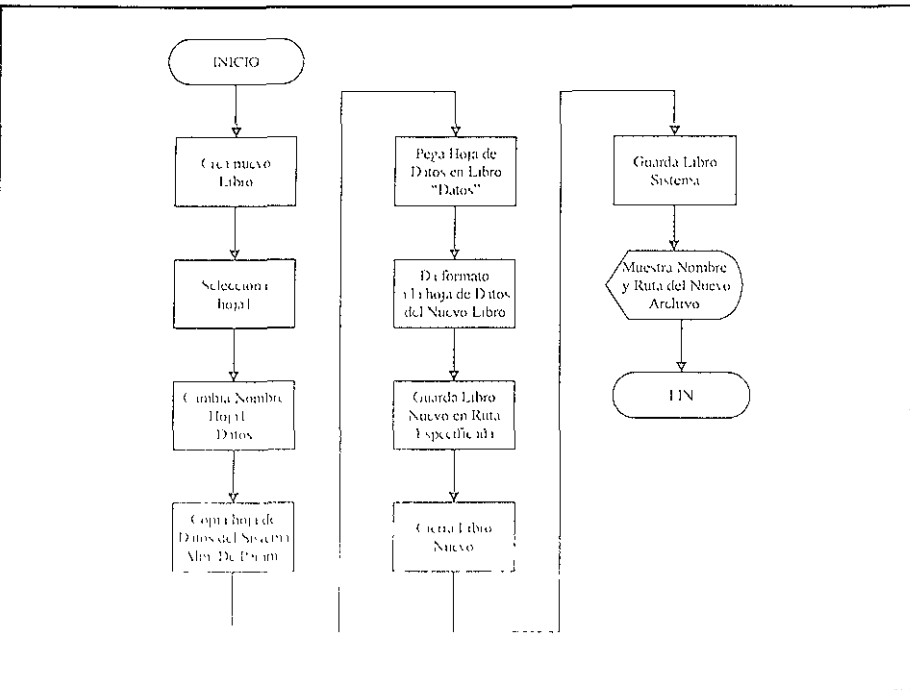 INICIO
Crea nuevo
Libro
Selecciona
hoja1
Cambia Nombre
Hoja1
Datos
Copia hoja de
Datos del Sistema
De
Pega Hoja de
Datos en Libro
"Datos"
Da formato
a la hoja de Datos
del Nuevo Libro
Guarda Libro
Nuevo en Ruta
Especificada
Cierra Libro
Nuevo
Guarda Libro
Sistema
Muestra Nombre
y Ruta del Nuevo
Archivo
FIN